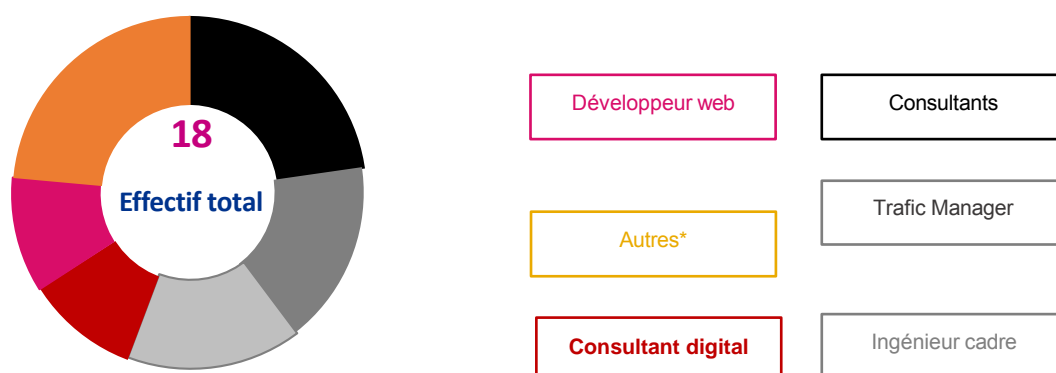 18
Effectif total
Développeur web
Consultants
Autres*
Trafic Manager
Consultant digital
Ingénieur cadre